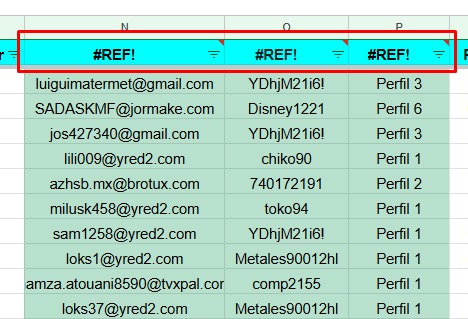 N O P
r #REF! #REF! #REF!
luiguimatermet@gmail.com YDhjM21i6! Perfil 3
SADASKMF@jormake.com Disney1221 Perfil 6
jos427340@gmail.com YDhjM21i6! Perfil 3
lili009@yred2.com chiko90 Perfil 1
azhsb.mx@brotux.com 740172191 Perfil 2
milusk458@yred2.com toko94 Perfil 1
sam1258@yred2.com YDhjM21i6! Perfil 1
loks1@yred2.com Metales90012hl Perfil 1
amza.atouani8590@tvxpal.cor comp2155 Perfil 1
loks37@yred2.com Metales90012hl Perfil 1